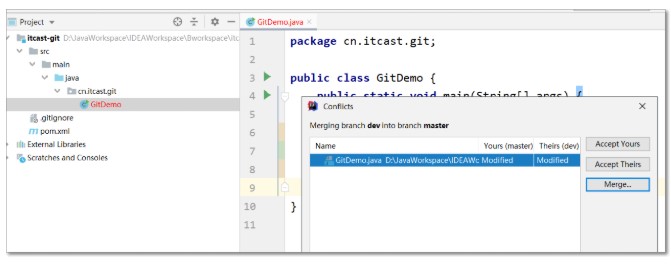 Project
GitDemo.java
itcast-git D:\JavaWorkspace\IDEAWorkspace\Bworkspace\itc
src
main
java
cn.itcast.git
GitDemo
.gitignore
pom.xml
External Libraries
Scratches and Consoles
1 package cn.itcast.git;
2
3 public class GitDemo {
4 public static void main(String[] args) {
5
6
7
8
9
10 }
11
Conflicts
Merging branch dev into branch master
Name Yours (master) Theirs (dev)
GitDemo.java D:\JavaWorkspace\IDEAWc Modified Modified
Accept Yours
Accept Theirs
Merge...